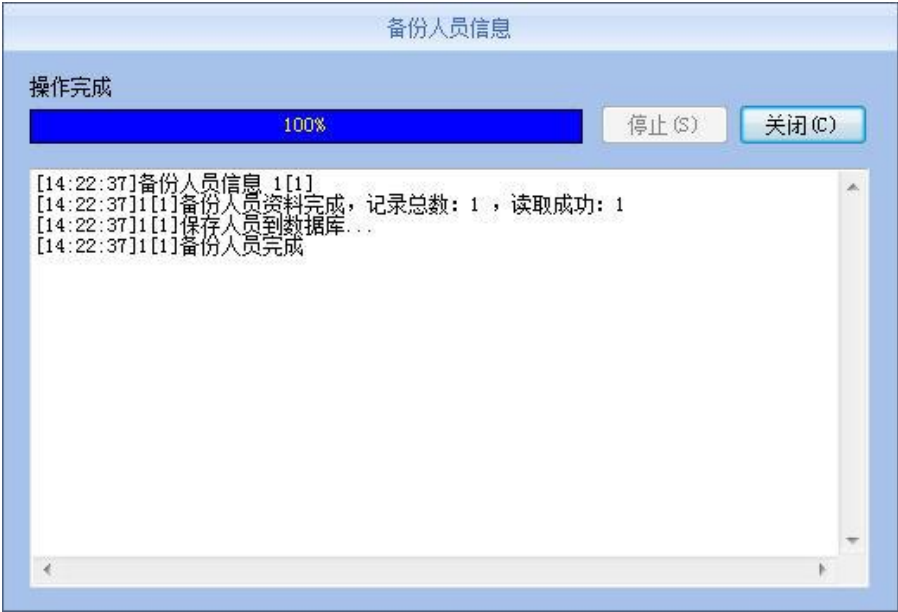 备份人员信息
操作完成
100%
停止(S)
关闭(C)
[14:22:37]备份人员信息 1[1]
[14:22:37]1[1]备份人员资料完成，记录总数：1 ，读取成功：1
[14:22:37]1[1]保存人员到数据库...
[14:22:37]1[1]备份人员完成